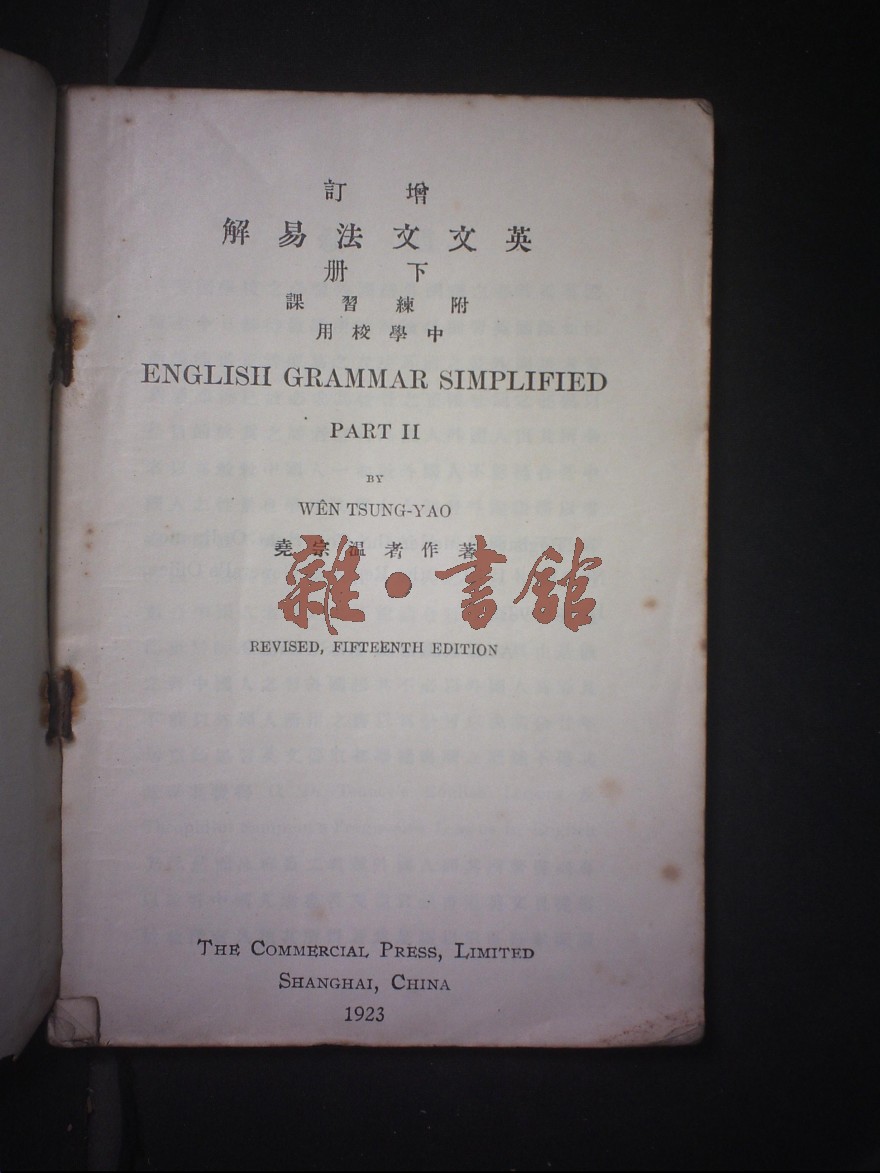 增訂
英文文法易解
下册
附練習課
中學校用
ENGLISH GRAMMAR SIMPLIFIED
PART II
BY
WÊN TSUNG-YAO
著作者溫宗堯
雜•書館
REVISED, FIFTEENTH EDITION
THE COMMERCIAL PRESS, LIMITED
SHANGHAI, CHINA
1923